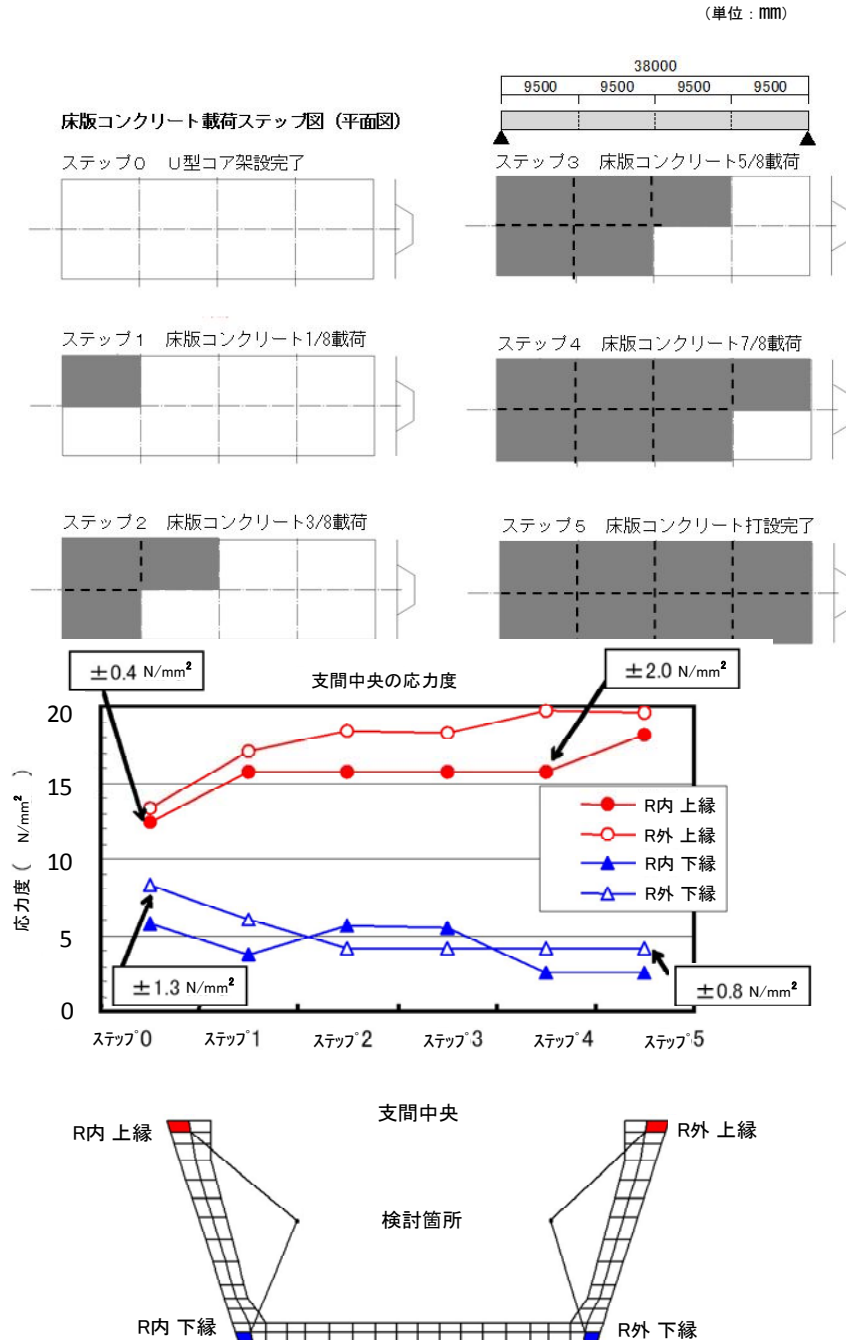 （単位：mm）
38000
9500 9500 9500 9500
床版コンクリート載荷ステップ図（平面図）
ステップ０　U型コア架設完了
ステップ３　床版コンクリート5/8載荷
ステップ１　床版コンクリート1/8載荷
ステップ４　床版コンクリート7/8載荷
ステップ２　床版コンクリート3/8載荷
ステップ５　床版コンクリート打設完了
±0.4 N/mm²
支間中央の応力度
±2.0 N/mm²
応力度（ N/mm² ）
20
15
10
5
0
R内 上縁
R外 上縁
R内 下縁
R外 下縁
±1.3 N/mm²
±0.8 N/mm²
ステップ0 ステップ1 ステップ2 ステップ3 ステップ4 ステップ5
支間中央
R内 上縁
R外 上縁
検討箇所
R内 下縁
R外 下縁